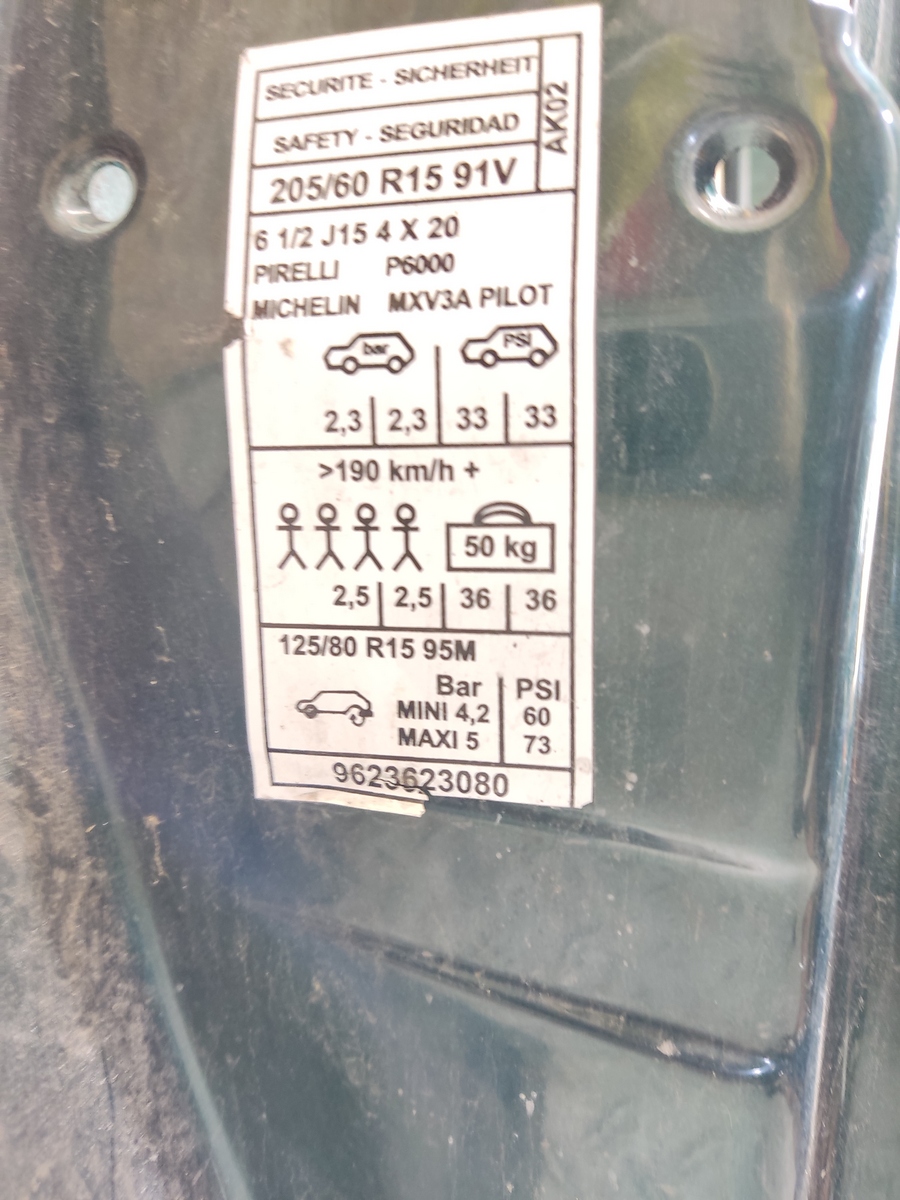 SECURITE - SICHERHEIT
SAFETY - SEGURIDAD
AK02
205/60 R15 91V
6 1/2 J15 4 X 20
PIRELLI P6000
MICHELIN MXV3A PILOT
bar PSI
2,3 2,3 33 33
>190 km/h +
50 kg
2,5 2,5 36 36
125/80 R15 95M
Bar PSI
MINI 4,2 60
MAXI 5 73
9623623080